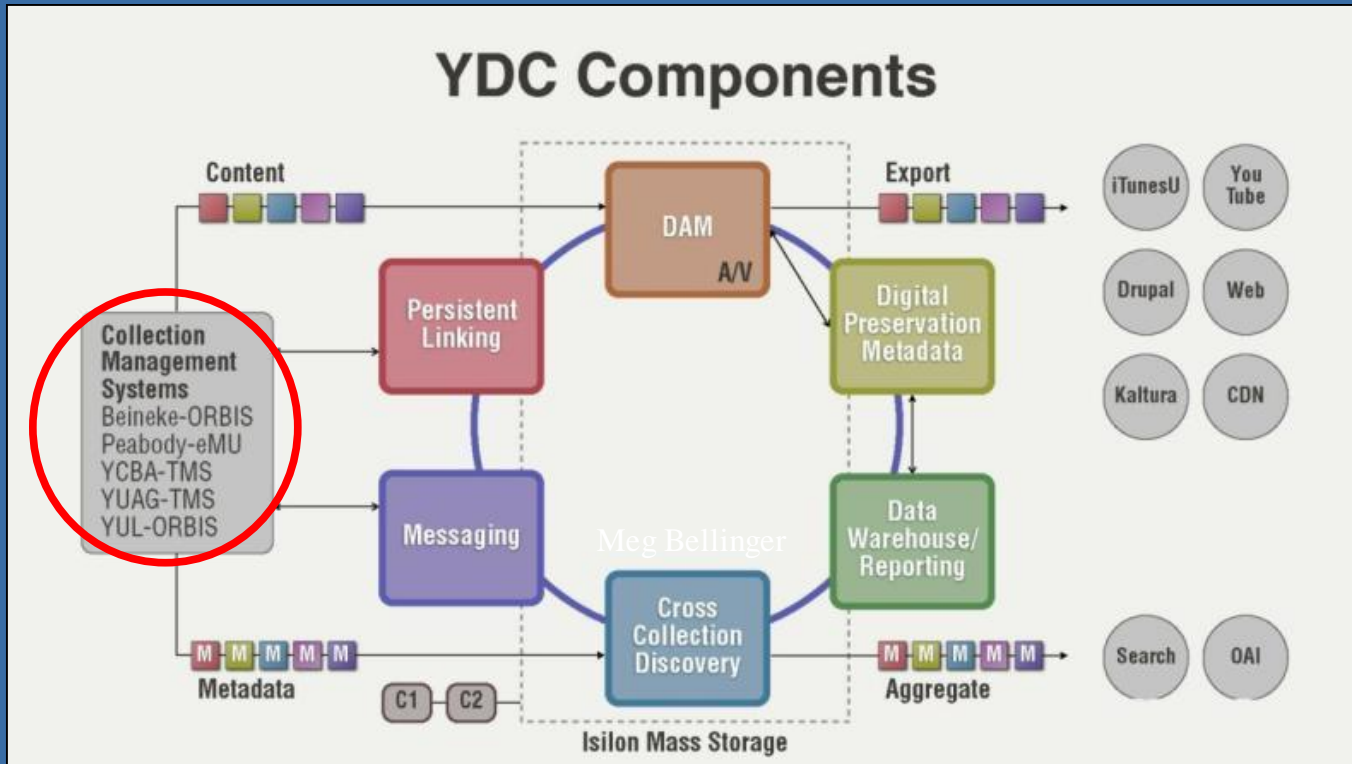 YDC Components
Content
Export
iTunesU
You
Tube
DAM
A/V
Persistent
Linking
Digital
Preservation
Metadata
Drupal
Web
Collection
Management
Systems
Beineke-ORBIS
Peabody-eMU
YCBA-TMS
YUAG-TMS
YUL-ORBIS
Kaltura
CDN
Messaging
Meg Bellinger
Data
Warehouse/
Reporting
Cross
Collection
Discovery
M M M M M
Metadata
M M M M M
Aggregate
Search
OAI
C1
C2
Isilon Mass Storage